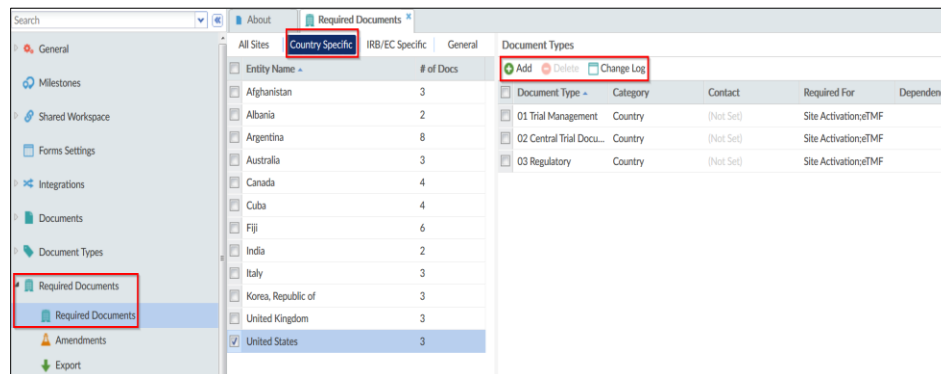 Search
General
Milestones
Shared Workspace
Forms Settings
Integrations
Documents
Document Types
Required Documents
Required Documents
Amendments
Export
About
Required Documents
All Sites Country Specific IRB/EC Specific General
Entity Name # of Docs
Afghanistan 3
Albania 2
Argentina 8
Australia 3
Canada 4
Cuba 4
Fiji 6
India 2
Italy 3
Korea, Republic of 3
United Kingdom 3
United States 3
Document Types
Add Delete Change Log
Document Type Category Contact Required For Dependenc
01 Trial Management Country (Not Set) Site Activation;eTMF
02 Central Trial Docu... Country (Not Set) Site Activation;eTMF
03 Regulatory Country (Not Set) Site Activation;eTMF